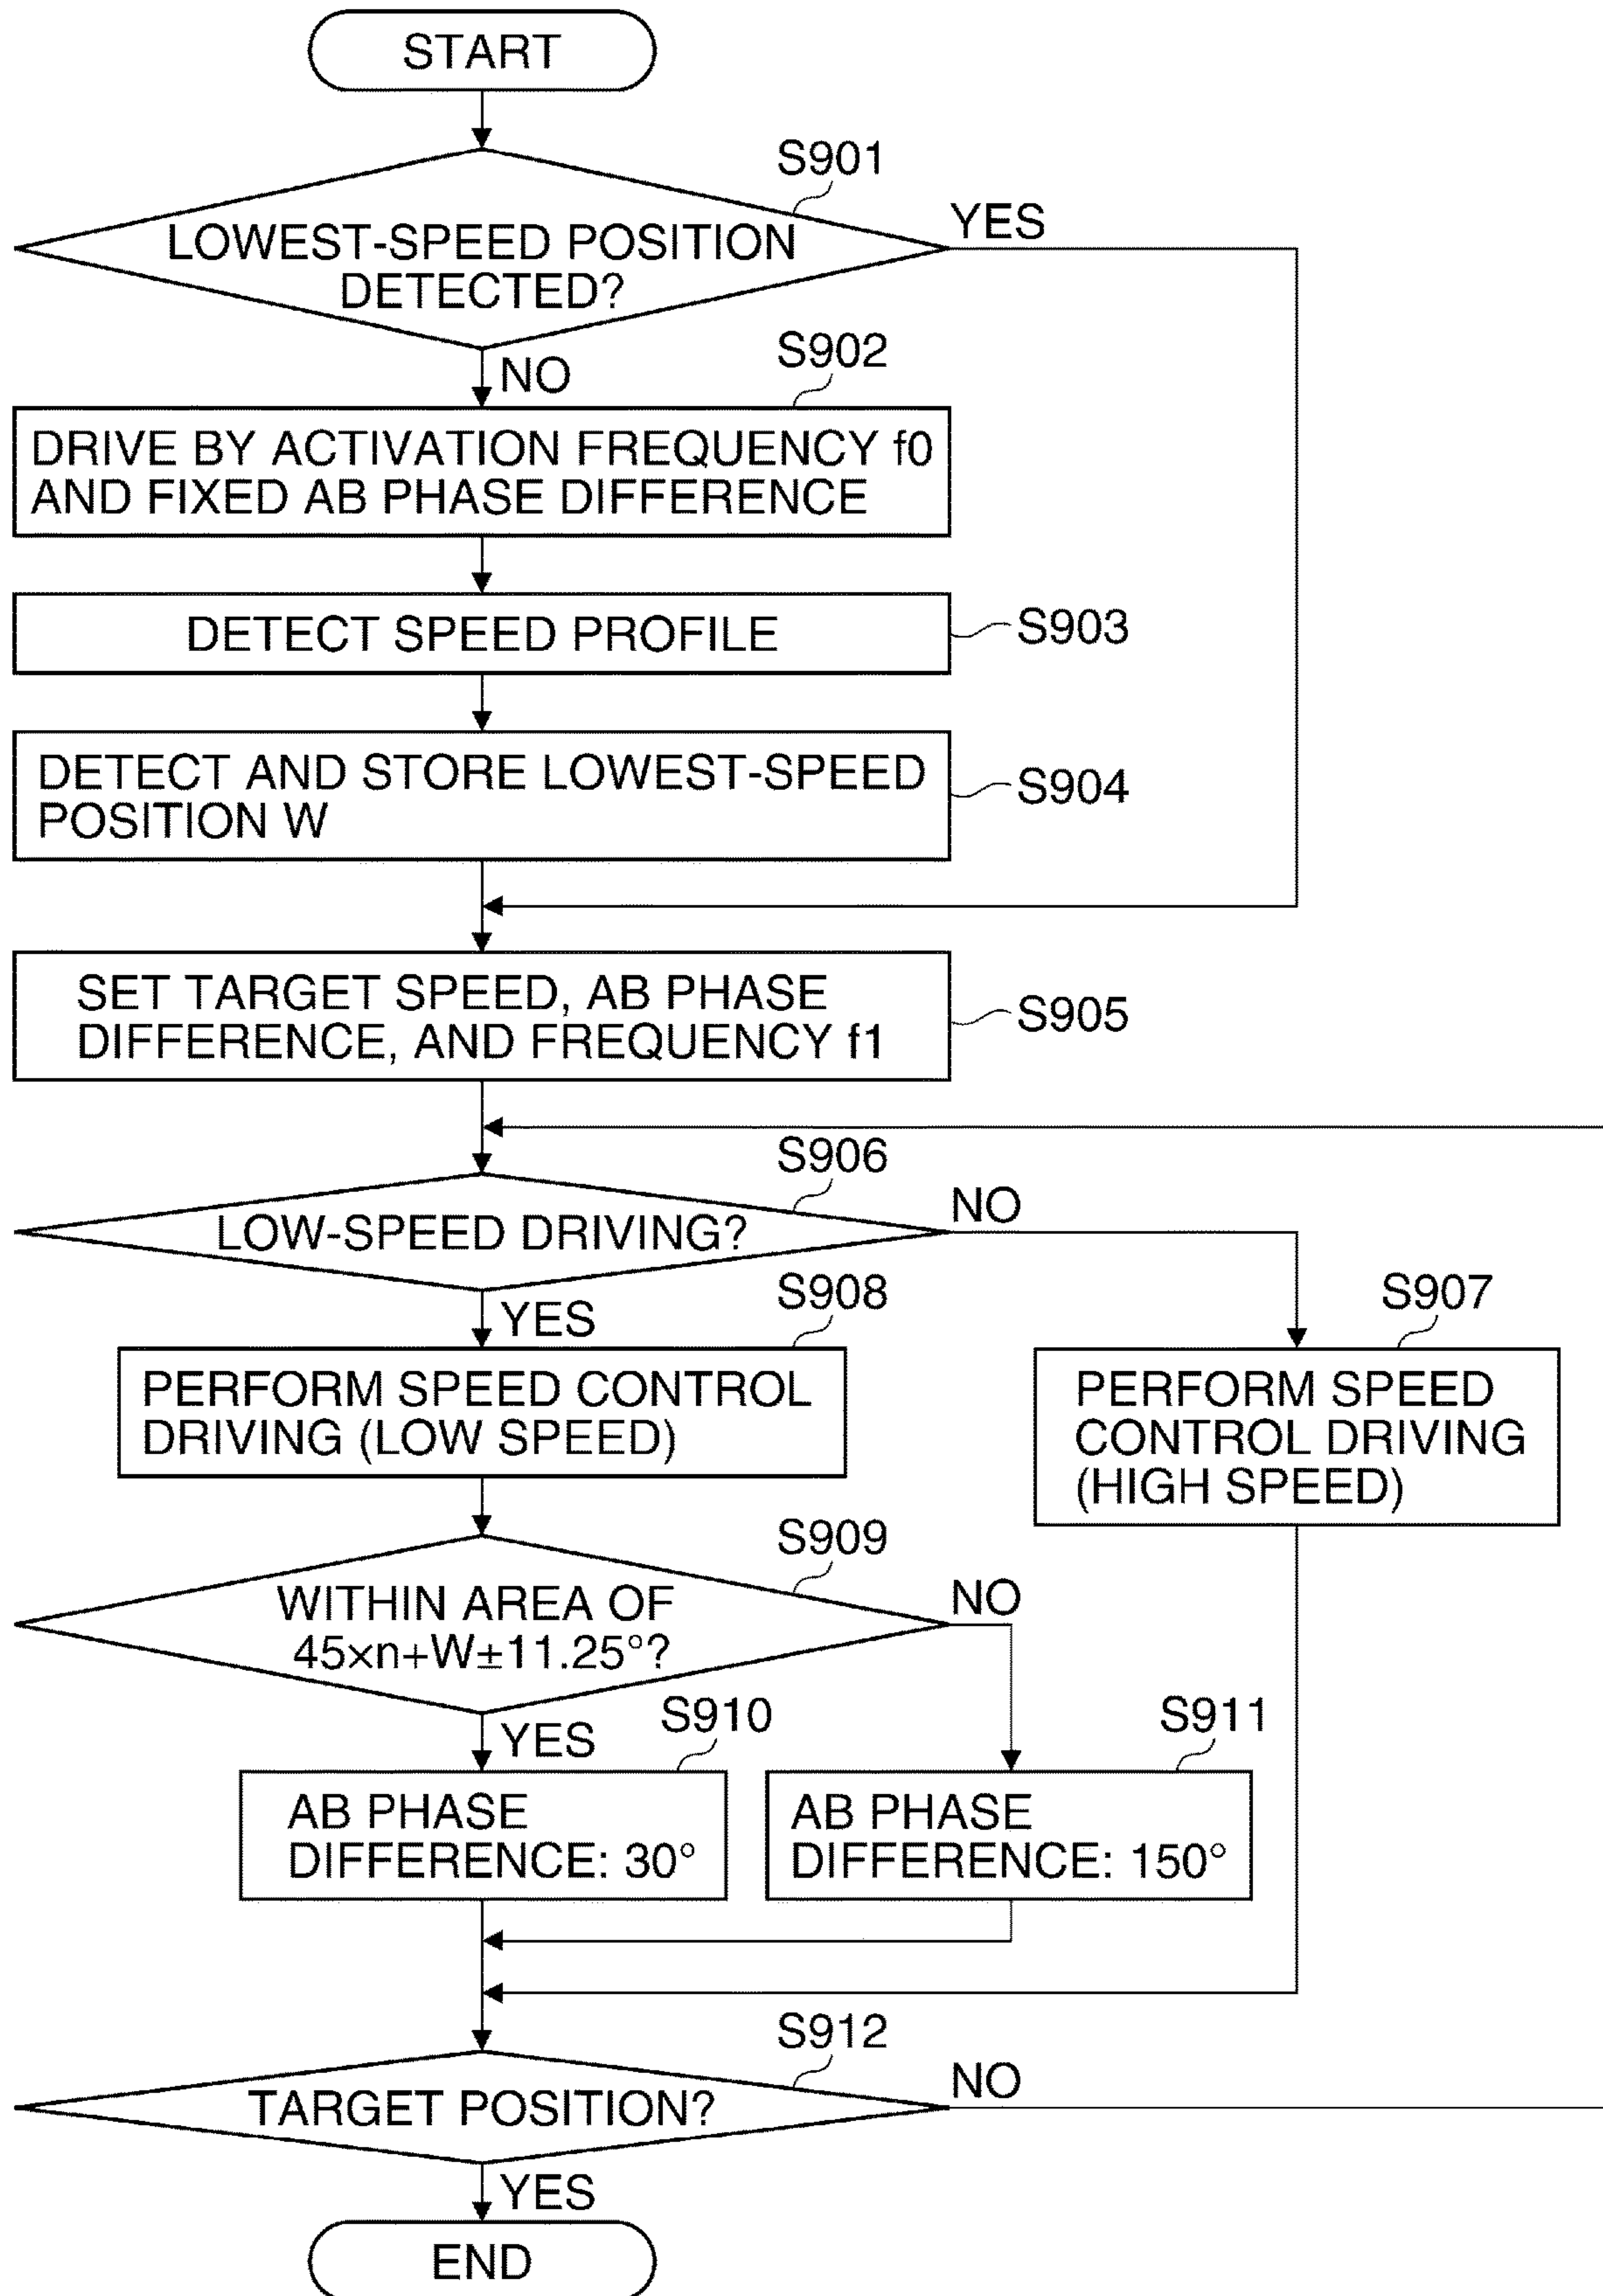 START
S901
LOWEST-SPEED POSITION
DETECTED?
YES
NO
S902
DRIVE BY ACTIVATION FREQUENCY f0
AND FIXED AB PHASE DIFFERENCE
DETECT SPEED PROFILE
S903
DETECT AND STORE LOWEST-SPEED
POSITION W
S904
SET TARGET SPEED, AB PHASE
DIFFERENCE, AND FREQUENCY f1
S905
S906
LOW-SPEED DRIVING?
NO
YES
S908
PERFORM SPEED CONTROL
DRIVING (LOW SPEED)
S907
PERFORM SPEED
CONTROL DRIVING
(HIGH SPEED)
S909
WITHIN AREA OF
45×n+W±11.25°?
NO
YES
S910
AB PHASE
DIFFERENCE: 30°
S911
AB PHASE
DIFFERENCE: 150°
S912
TARGET POSITION?
NO
YES
END